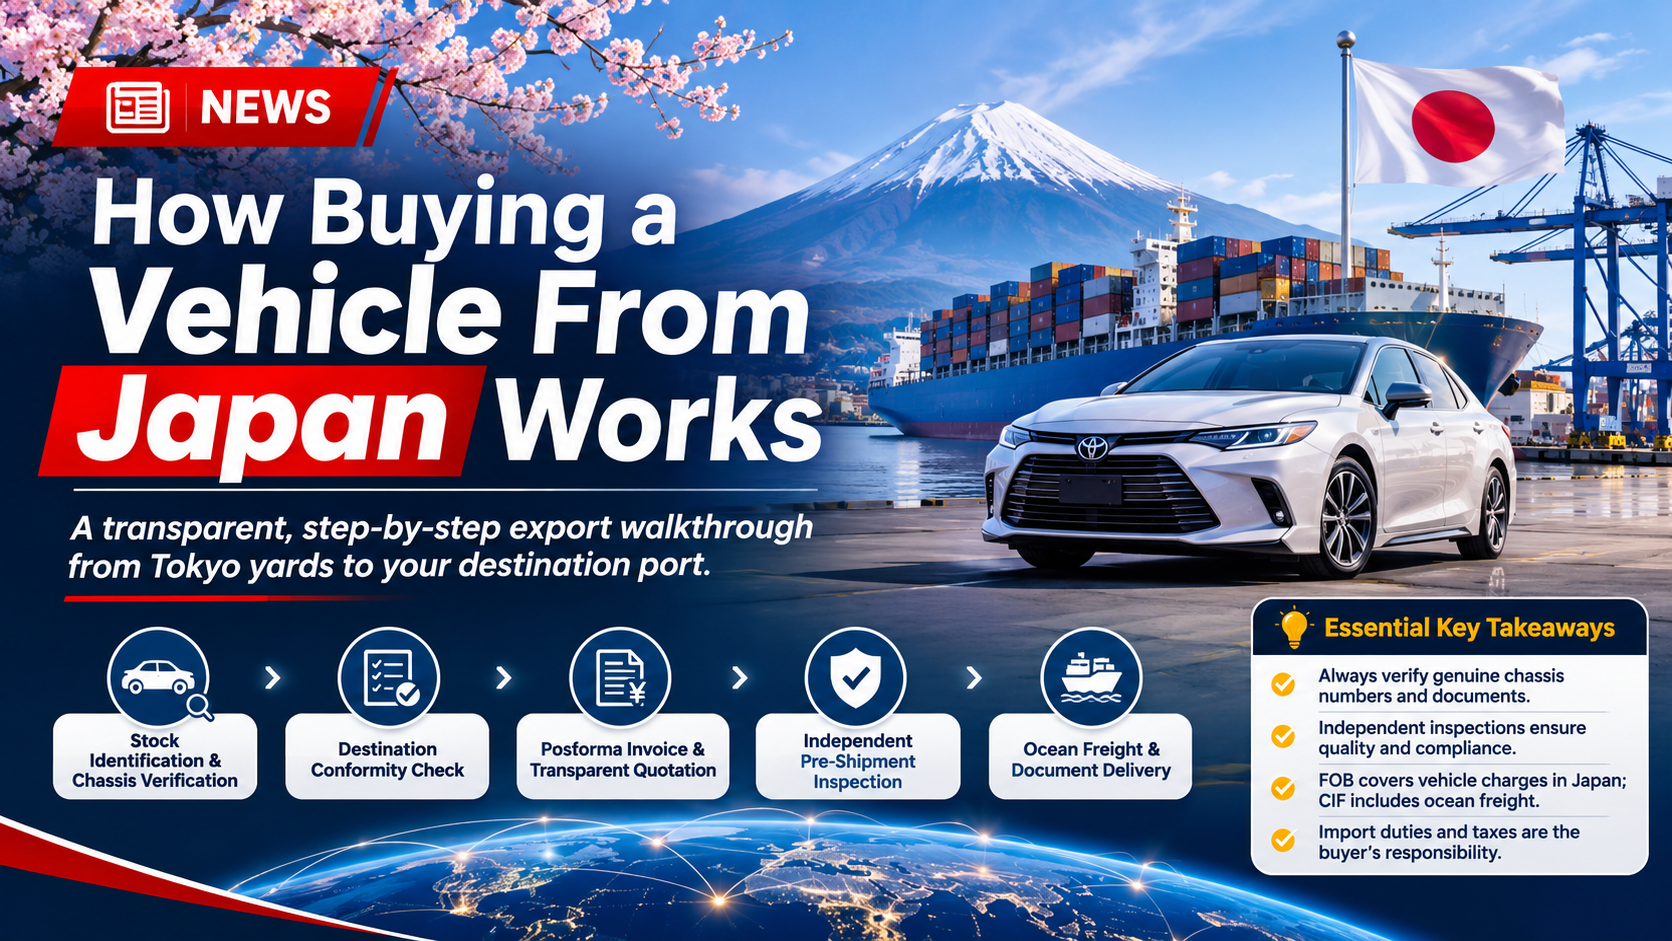 NEWS
How Buying a
Vehicle From
Japan Works
A transparent, step-by-step export walkthrough
from Tokyo yards to your destination port.
Stock
Identification &
Chassis Verification
Destination
Conformity Check
Posforma Invoice &
Transparent Quotation
Independent
Pre-Shipment
Inspection
Ocean Freight &
Document Delivery
Essential Key Takeaways
Always verify genuine chassis
numbers and documents.
Independent inspections ensure
quality and compliance.
FOB covers vehicle charges in Japan;
CIF includes ocean freight.
Import duties and taxes are the
buyer's responsibility.